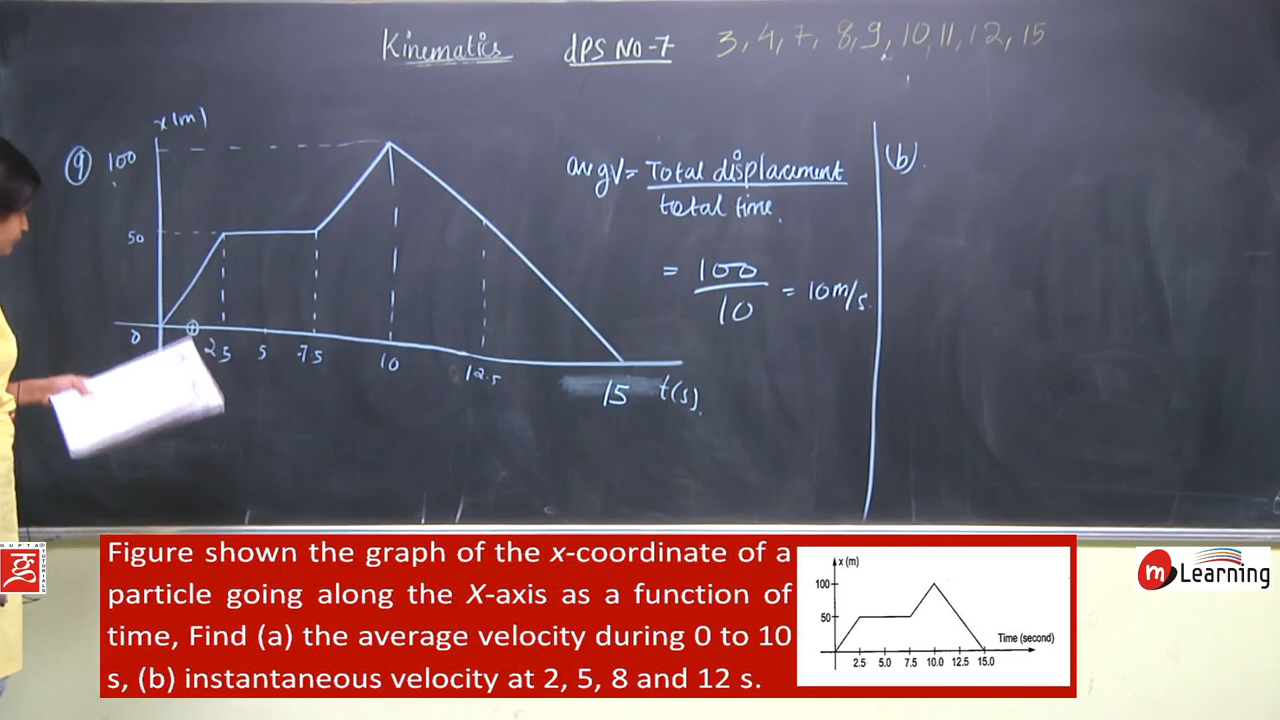 Kinematics dPS No-7 3, 4, 7, 8, 9, 10, 11, 12, 15
x(m)
9
100
50
0
2.5 5 7.5 10 12.5 15 t(s).
avgV = Total displacement
total time.
= 100
10
= 10m/s.
(b).
GUPTA
TUTORIALS
Figure shown the graph of the x-coordinate of a
particle going along the X-axis as a function of
time, Find (a) the average velocity during 0 to 10
s, (b) instantaneous velocity at 2, 5, 8 and 12 s.
x (m)
100
50
Time (second)
2.5 5.0 7.5 10.0 12.5 15.0
m Learning